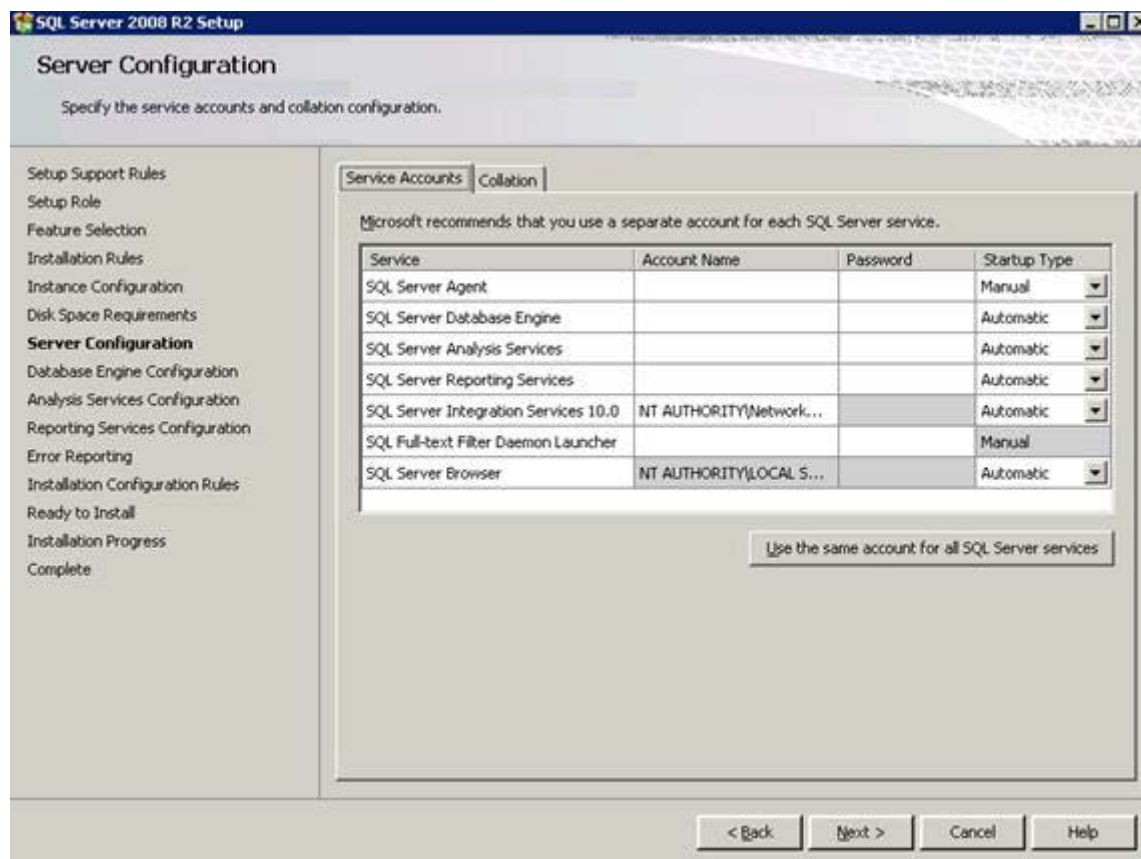 SQL Server 2008 R2 Setup
Server Configuration
Specify the service accounts and collation configuration.
Setup Support Rules
Setup Role
Feature Selection
Installation Rules
Instance Configuration
Disk Space Requirements
Server Configuration
Database Engine Configuration
Analysis Services Configuration
Reporting Services Configuration
Error Reporting
Installation Configuration Rules
Ready to Install
Installation Progress
Complete
Service Accounts Collation
Microsoft recommends that you use a separate account for each SQL Server service.
Service Account Name Password Startup Type
SQL Server Agent Manual
SQL Server Database Engine Automatic
SQL Server Analysis Services Automatic
SQL Server Reporting Services Automatic
SQL Server Integration Services 10.0 NT AUTHORITY\Network... Automatic
SQL Full-text Filter Daemon Launcher Manual
SQL Server Browser NT AUTHORITY\LOCAL S... Automatic
Use the same account for all SQL Server services
< Back Next > Cancel Help